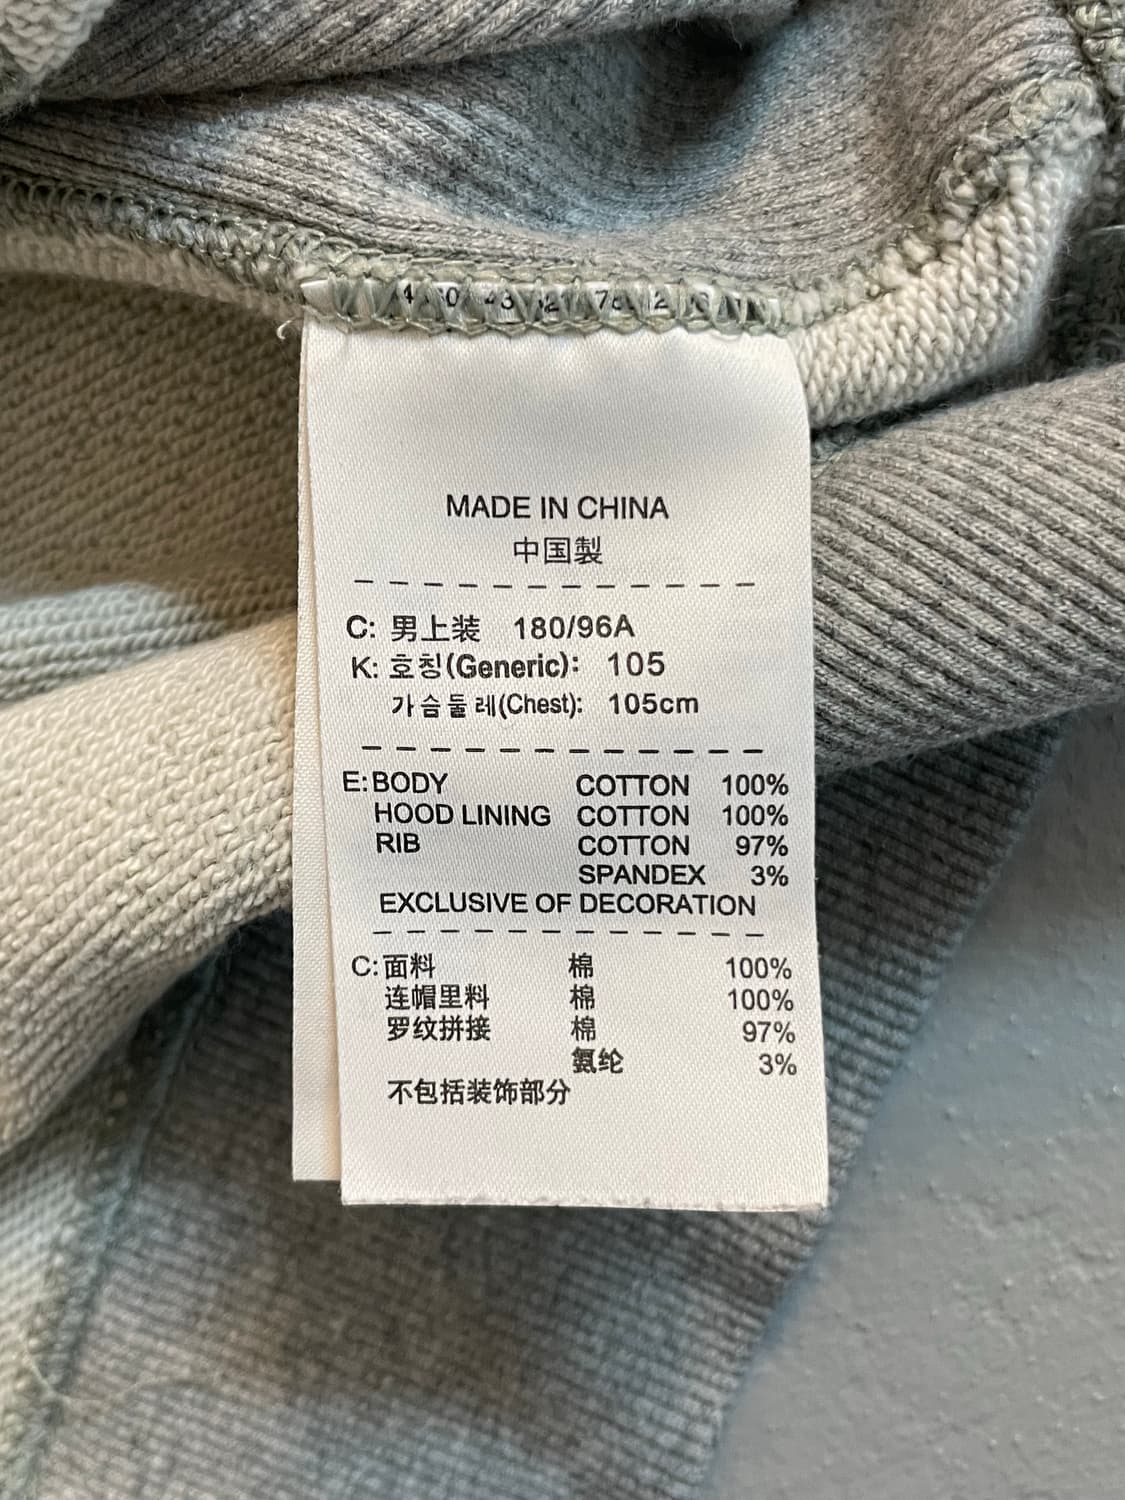 MADE IN CHINA
中国製
C: 男上装 180/96A
K: 호칭(Generic): 105
가슴둘레(Chest): 105cm
E: BODY COTTON 100%
HOOD LINING COTTON 100%
RIB COTTON 97%
SPANDEX 3%
EXCLUSIVE OF DECORATION
C: 面料 棉 100%
连帽里料 棉 100%
罗纹拼接 棉 97%
氨纶 3%
不包括装饰部分